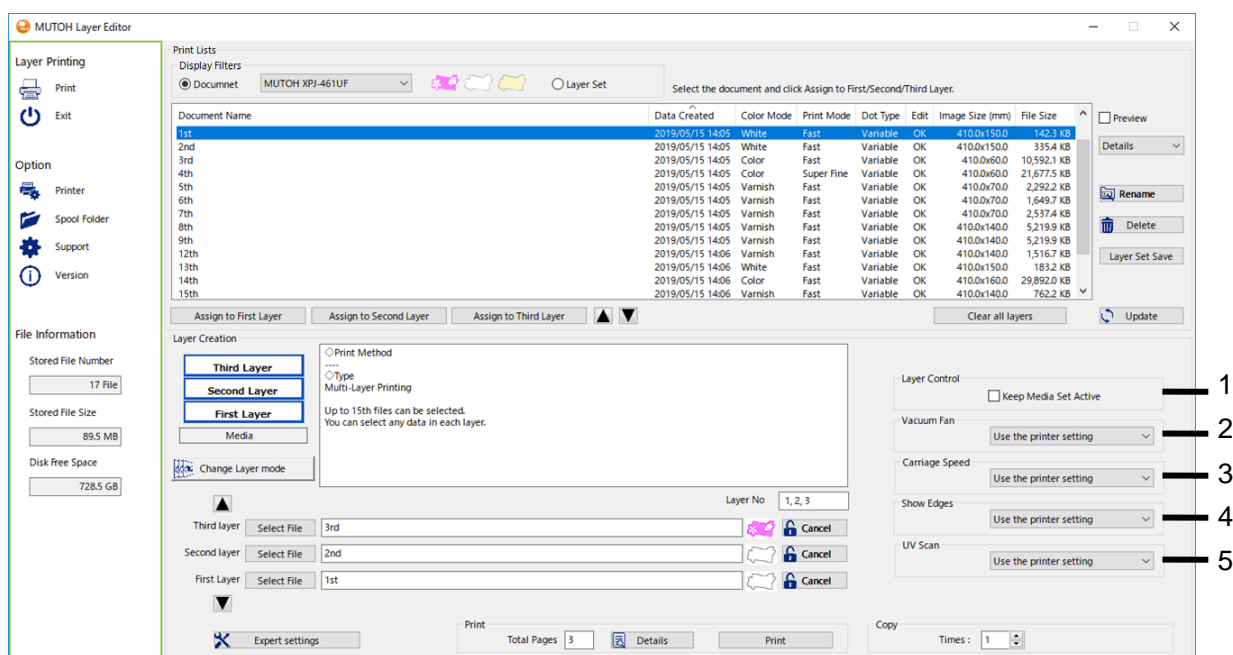 MUTOH Layer Editor
Layer Printing
Print
Exit
Option
Printer
Spool Folder
Support
Version
File Information
Stored File Number
17 File
Stored File Size
89.5 MB
Disk Free Space
728.5 GB
Print Lists
Display Filters
Documnet MUTOH XPJ-461UF Layer Set
Select the document and click Assign to First/Second/Third Layer.
Document Name Data Created Color Mode Print Mode Dot Type Edit Image Size (mm) File Size
1st 2019/05/15 14:05 White Fast Variable OK 410.0x150.0 142.3 KB
2nd 2019/05/15 14:05 White Fast Variable OK 410.0x150.0 335.4 KB
3rd 2019/05/15 14:05 Color Fast Variable OK 410.0x60.0 10,592.1 KB
4th 2019/05/15 14:05 Color Super Fine Variable OK 410.0x60.0 21,677.5 KB
5th 2019/05/15 14:05 Varnish Fast Variable OK 410.0x70.0 2,292.2 KB
6th 2019/05/15 14:05 Varnish Fast Variable OK 410.0x70.0 1,649.7 KB
7th 2019/05/15 14:05 Varnish Fast Variable OK 410.0x70.0 2,537.4 KB
8th 2019/05/15 14:05 Varnish Fast Variable OK 410.0x140.0 5,219.9 KB
9th 2019/05/15 14:05 Varnish Fast Variable OK 410.0x140.0 5,219.9 KB
12th 2019/05/15 14:06 Varnish Fast Variable OK 410.0x140.0 1,516.7 KB
13th 2019/05/15 14:06 White Fast Variable OK 410.0x150.0 183.2 KB
14th 2019/05/15 14:06 Color Fast Variable OK 410.0x160.0 29,892.0 KB
15th 2019/05/15 14:06 Varnish Fast Variable OK 410.0x140.0 762.2 KB
Preview
Details
Rename
Delete
Layer Set Save
Assign to First Layer Assign to Second Layer Assign to Third Layer Clear all layers Update
Layer Creation
Third Layer
Second Layer
First Layer
Media
Change Layer mode
◇Print Method
----
◇Type
Multi-Layer Printing
Up to 15th files can be selected.
You can select any data in each layer.
Layer No 1, 2, 3
Third layer Select File 3rd Cancel
Second layer Select File 2nd Cancel
First Layer Select File 1st Cancel
Layer Control
Keep Media Set Active 1
Vacuum Fan
Use the printer setting 2
Carriage Speed
Use the printer setting 3
Show Edges
Use the printer setting 4
UV Scan
Use the printer setting 5
Expert settings
Print
Total Pages 3 Details Print
Copy
Times : 1